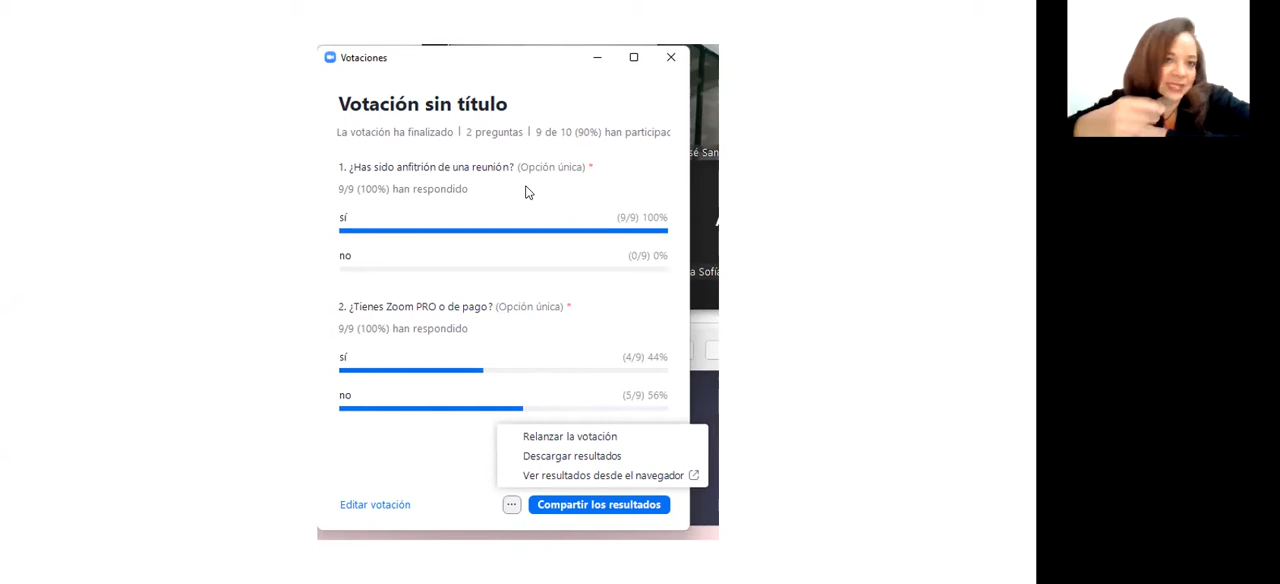 Votaciones
Votación sin título
La votación ha finalizado | 2 preguntas | 9 de 10 (90%) han participac
1. ¿Has sido anfitrión de una reunión? (Opción única) *
9/9 (100%) han respondido
sí (9/9) 100%
no (0/9) 0%
2. ¿Tienes Zoom PRO o de pago? (Opción única) *
9/9 (100%) han respondido
sí (4/9) 44%
no (5/9) 56%
Relanzar la votación
Descargar resultados
Ver resultados desde el navegador
Editar votación ... Compartir los resultados
sé San
a Sofía